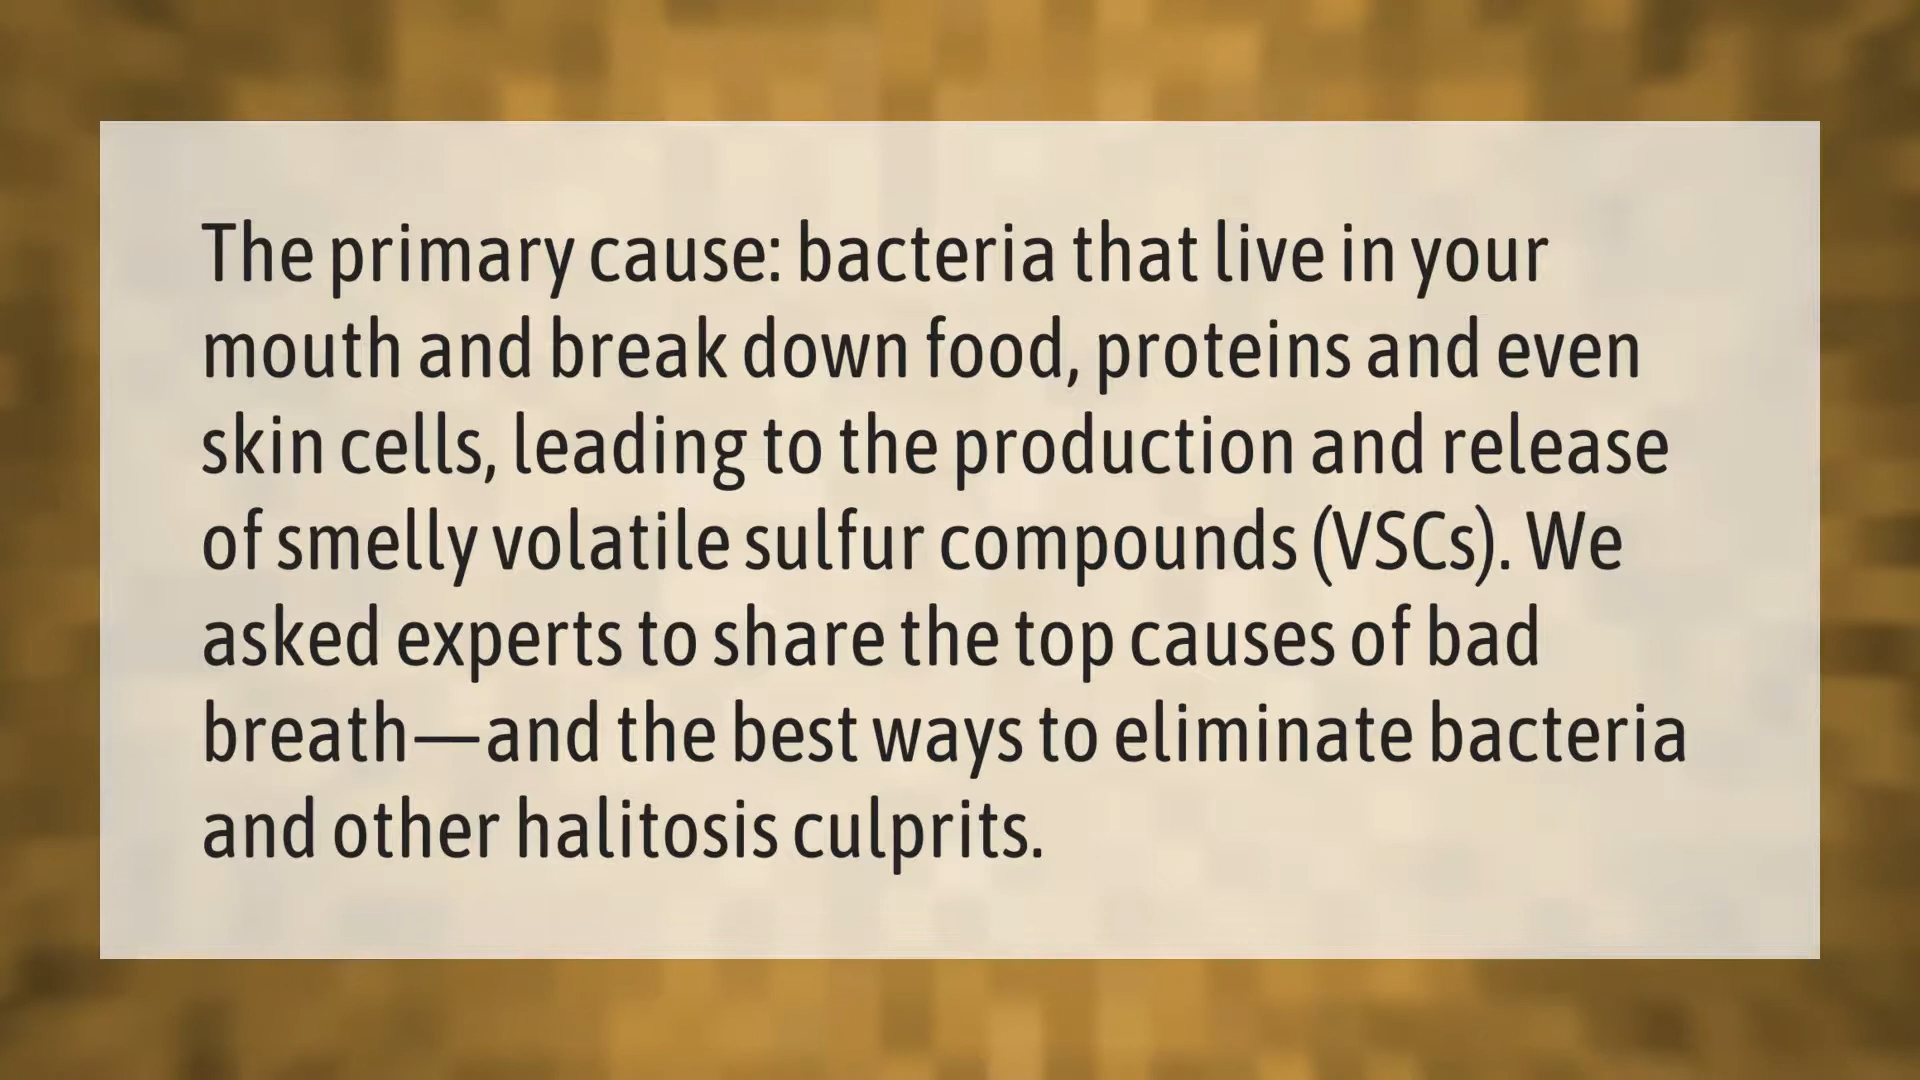 The primary cause: bacteria that live in your
mouth and break down food, proteins and even
skin cells, leading to the production and release
of smelly volatile sulfur compounds (VSCs). We
asked experts to share the top causes of bad
breath—and the best ways to eliminate bacteria
and other halitosis culprits.